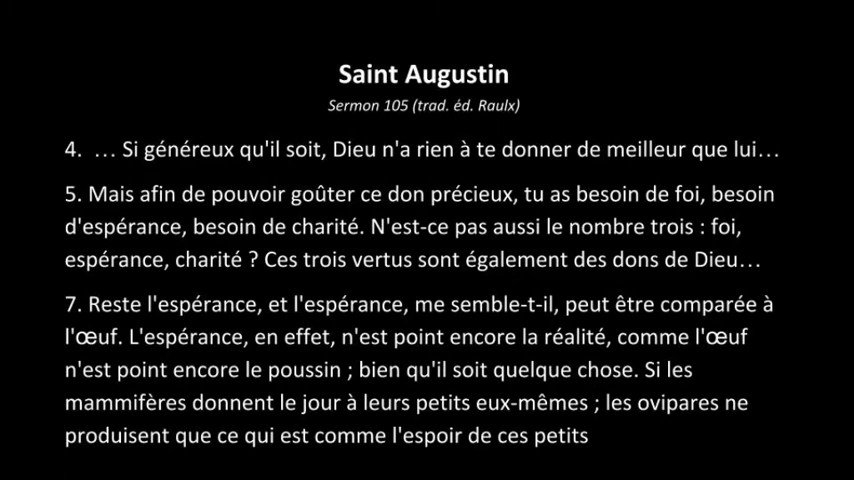 Saint Augustin
Sermon 105 (trad. éd. Raulx)
4.  … Si généreux qu'il soit, Dieu n'a rien à te donner de meilleur que lui…
5. Mais afin de pouvoir goûter ce don précieux, tu as besoin de foi, besoin
d'espérance, besoin de charité. N'est-ce pas aussi le nombre trois : foi,
espérance, charité ? Ces trois vertus sont également des dons de Dieu…
7. Reste l'espérance, et l'espérance, me semble-t-il, peut être comparée à
l'œuf. L'espérance, en effet, n'est point encore la réalité, comme l'œuf
n'est point encore le poussin ; bien qu'il soit quelque chose. Si les
mammifères donnent le jour à leurs petits eux-mêmes ; les ovipares ne
produisent que ce qui est comme l'espoir de ces petits